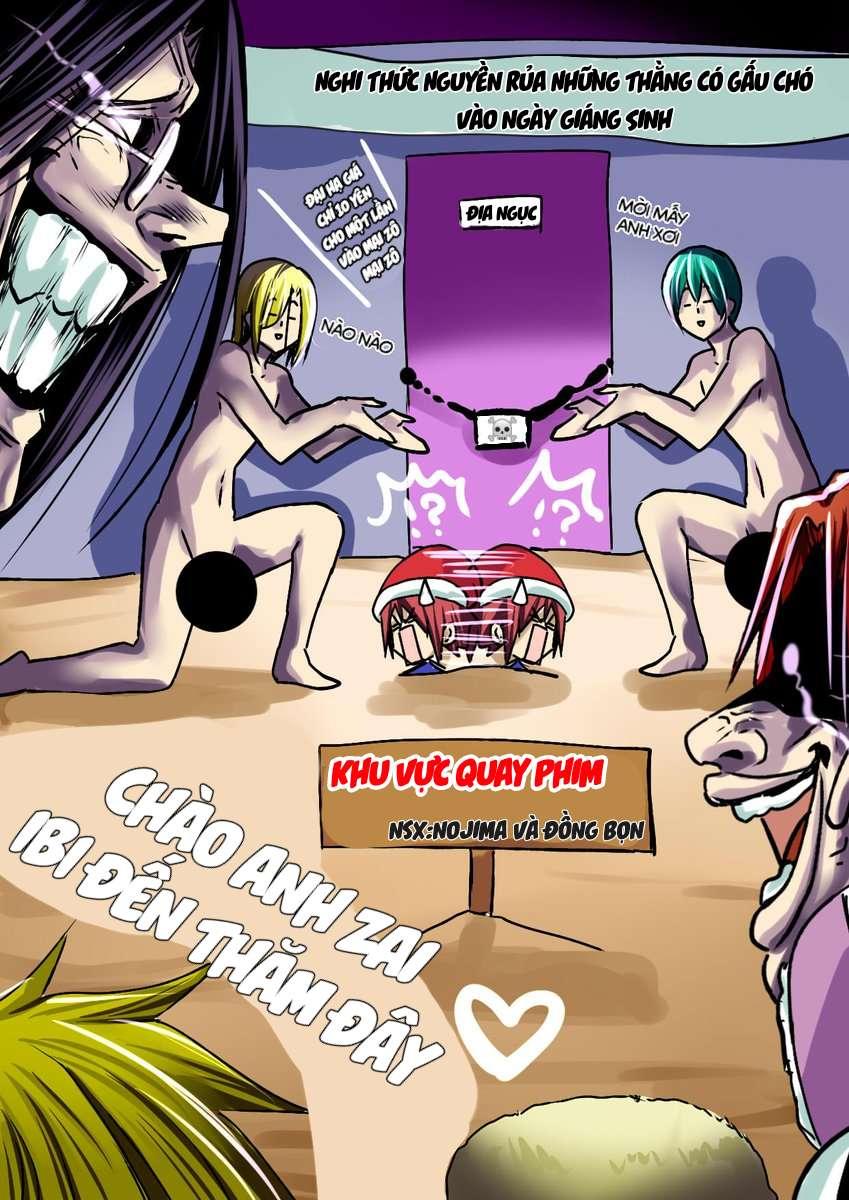 NGHI THỨC NGUYỀN RỦA NHỮNG THẰNG CÓ GẤU CHÓ
VÀO NGÀY GIÁNG SINH
ĐẠI HẠ GIÁ
CHỈ 10 YÊN
CHO MỘT LẦN
VÀO MẠI ZÔ
MẠI ZÔ
ĐỊA NGỤC
MỜI MẤY
ANH XƠI
NÀO NÀO
!?
!?
KHU VỰC QUAY PHIM
NSX:NOJIMA VÀ ĐỒNG BỌN
CHÀO ANH ZAI
IBI ĐẾN THĂM ĐÂY